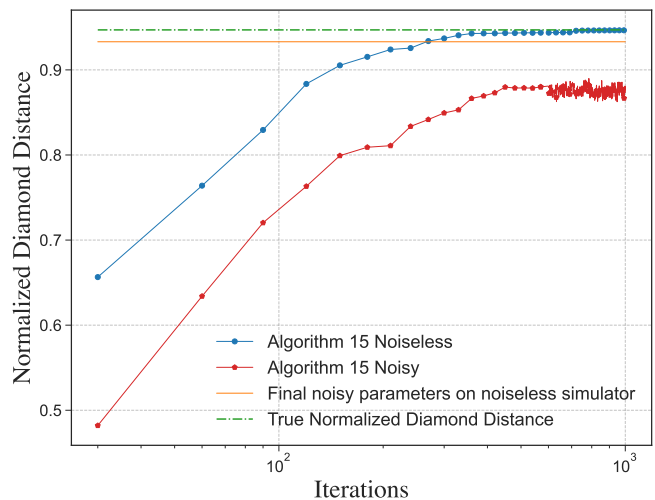 Normalized Diamond Distance
0.9
0.8
0.7
0.6
0.5
Algorithm 15 Noiseless
Algorithm 15 Noisy
Final noisy parameters on noiseless simulator
True Normalized Diamond Distance
10²
10³
Iterations